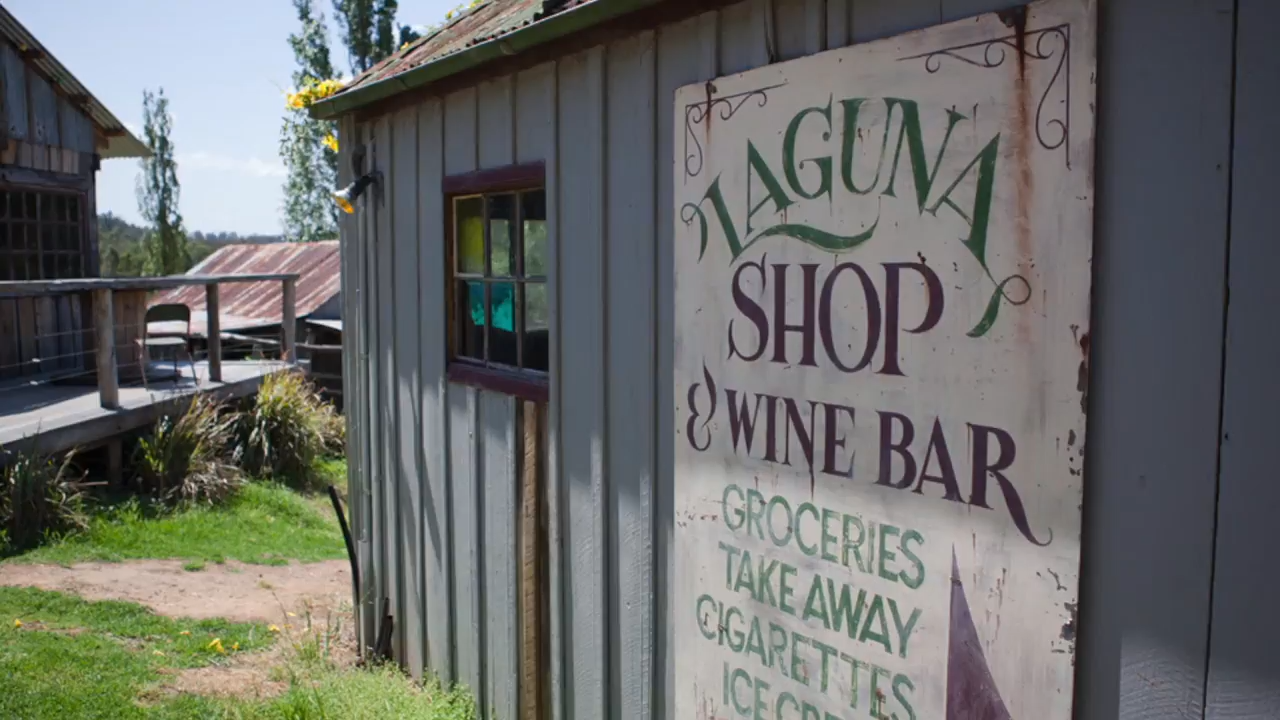 LAGUNA
SHOP
& WINE BAR
GROCERIES
TAKE AWAY
CIGARETTES
ICE